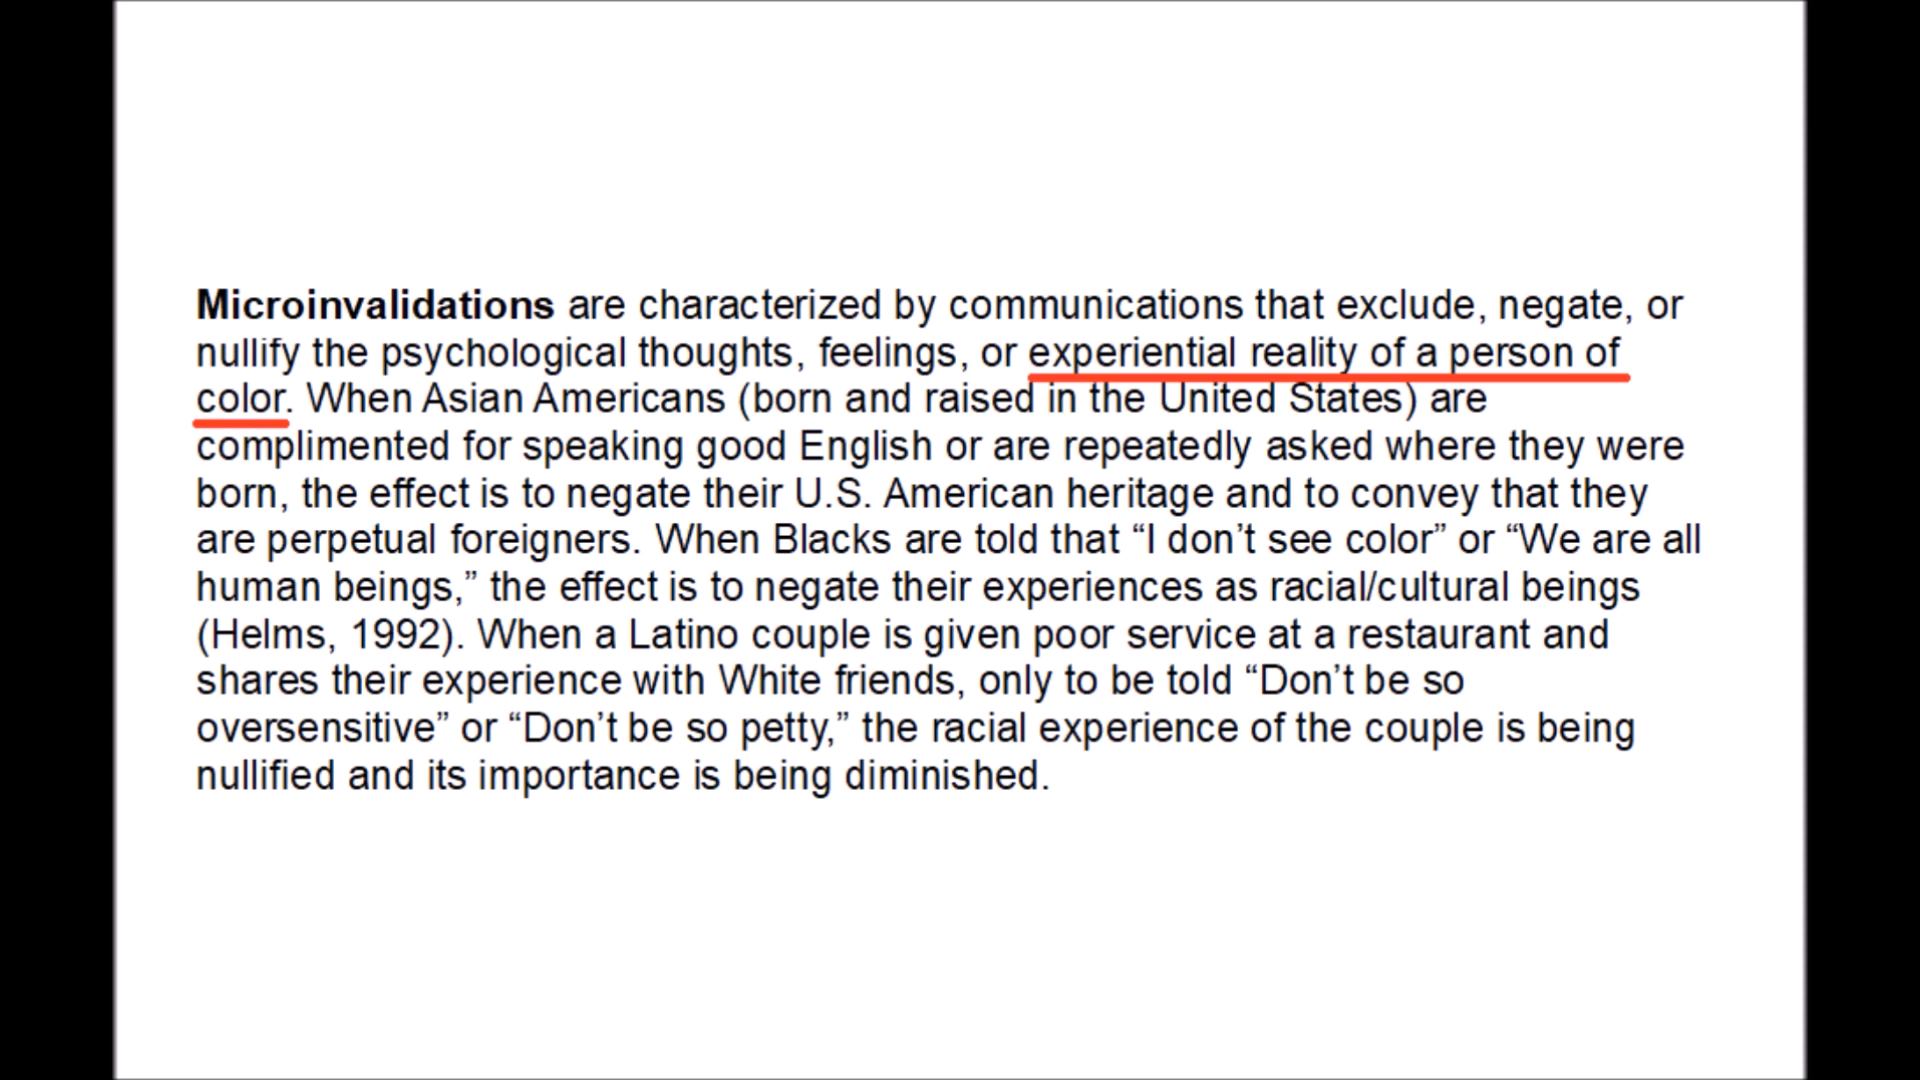 Microinvalidations are characterized by communications that exclude, negate, or
nullify the psychological thoughts, feelings, or experiential reality of a person of
color. When Asian Americans (born and raised in the United States) are
complimented for speaking good English or are repeatedly asked where they were
born, the effect is to negate their U.S. American heritage and to convey that they
are perpetual foreigners. When Blacks are told that “I don’t see color” or “We are all
human beings,” the effect is to negate their experiences as racial/cultural beings
(Helms, 1992). When a Latino couple is given poor service at a restaurant and
shares their experience with White friends, only to be told “Don’t be so
oversensitive” or “Don’t be so petty,” the racial experience of the couple is being
nullified and its importance is being diminished.